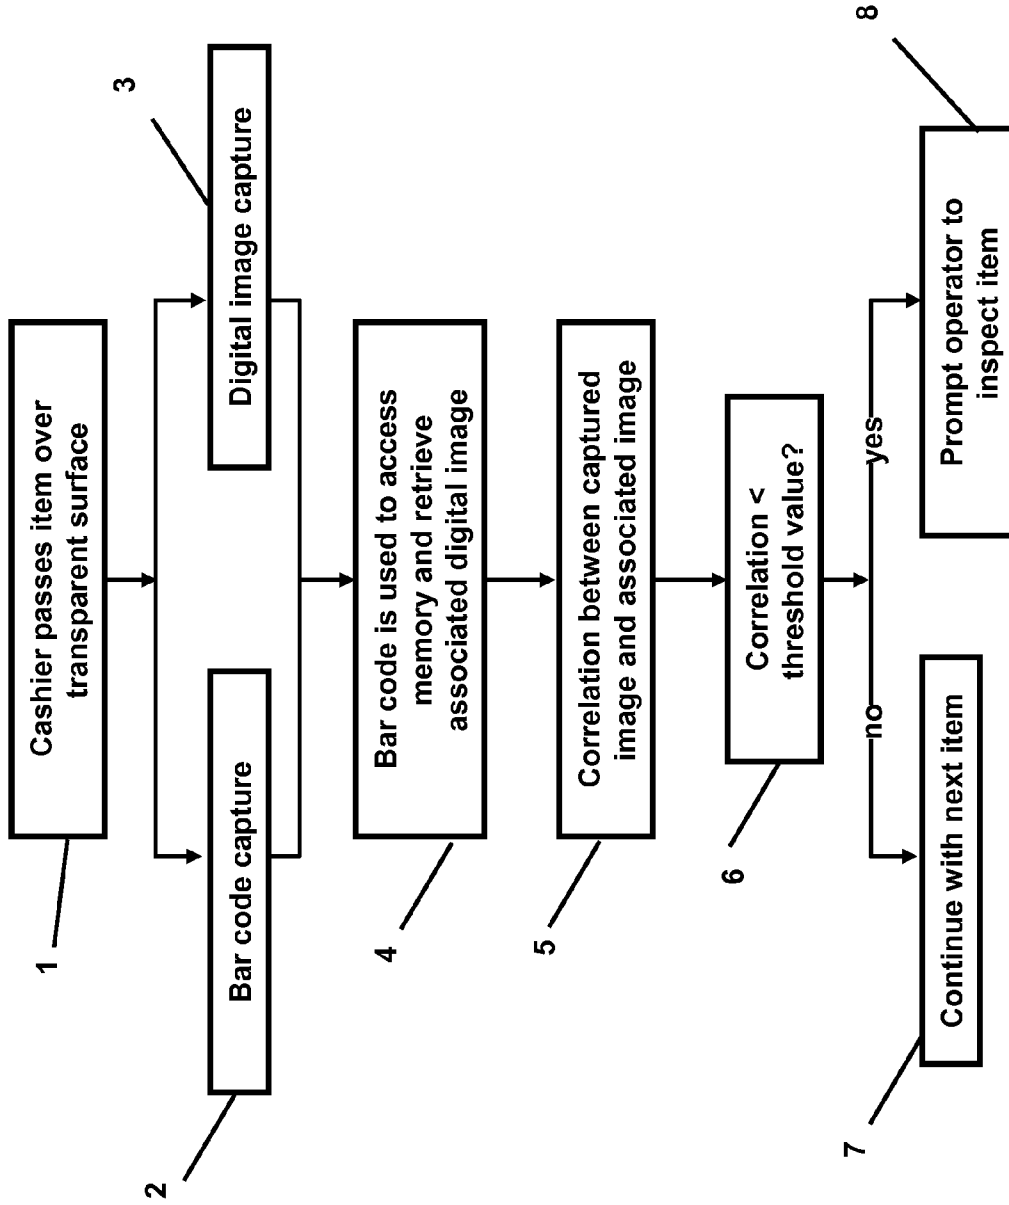 Cashier passes item over
transparent surface
1
Bar code capture
2
Digital image capture
3
Bar code is used to access
memory and retrieve
associated digital image
4
Correlation between captured
image and associated image
5
Correlation <
threshold value?
6
no
yes
Continue with next item
7
Prompt operator to
inspect item
8